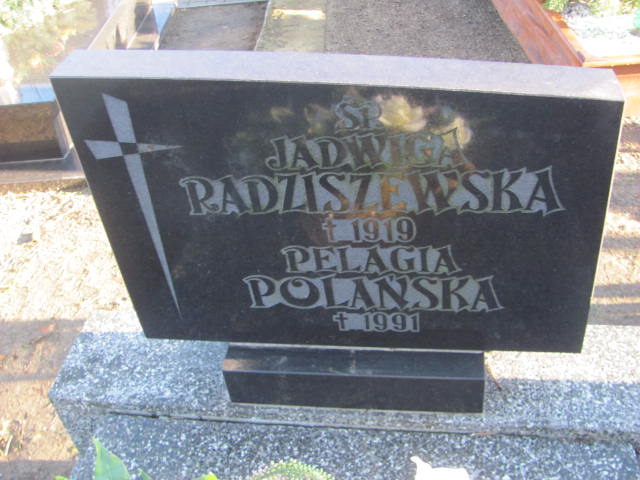 ŚP.
JADWIGA
RADZISZEWSKA
† 1919
PELAGIA
POLAŃSKA
† 1991